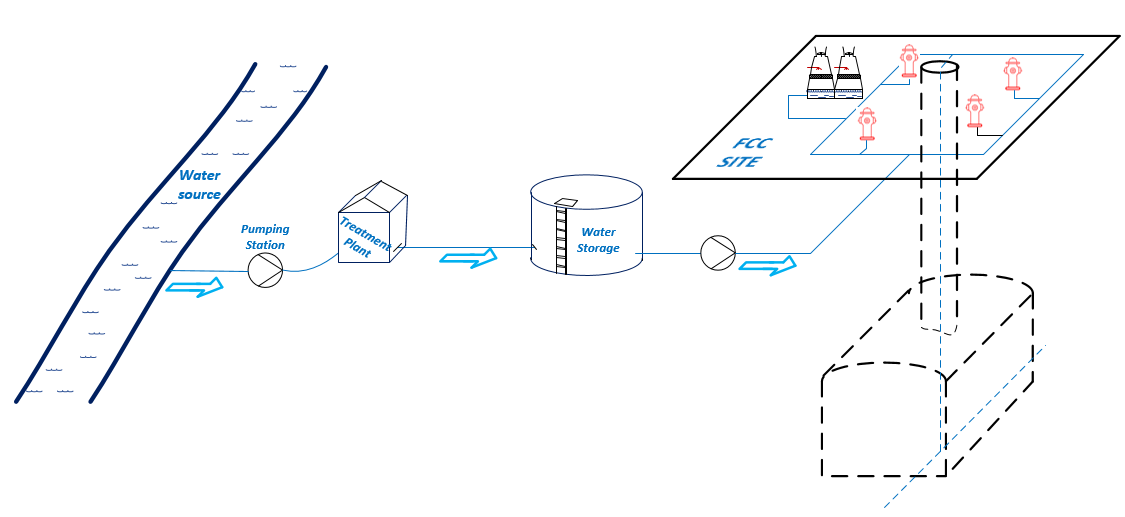 Water
source
Pumping
Station
Treatment
Plant
Water
Storage
FCC
SITE